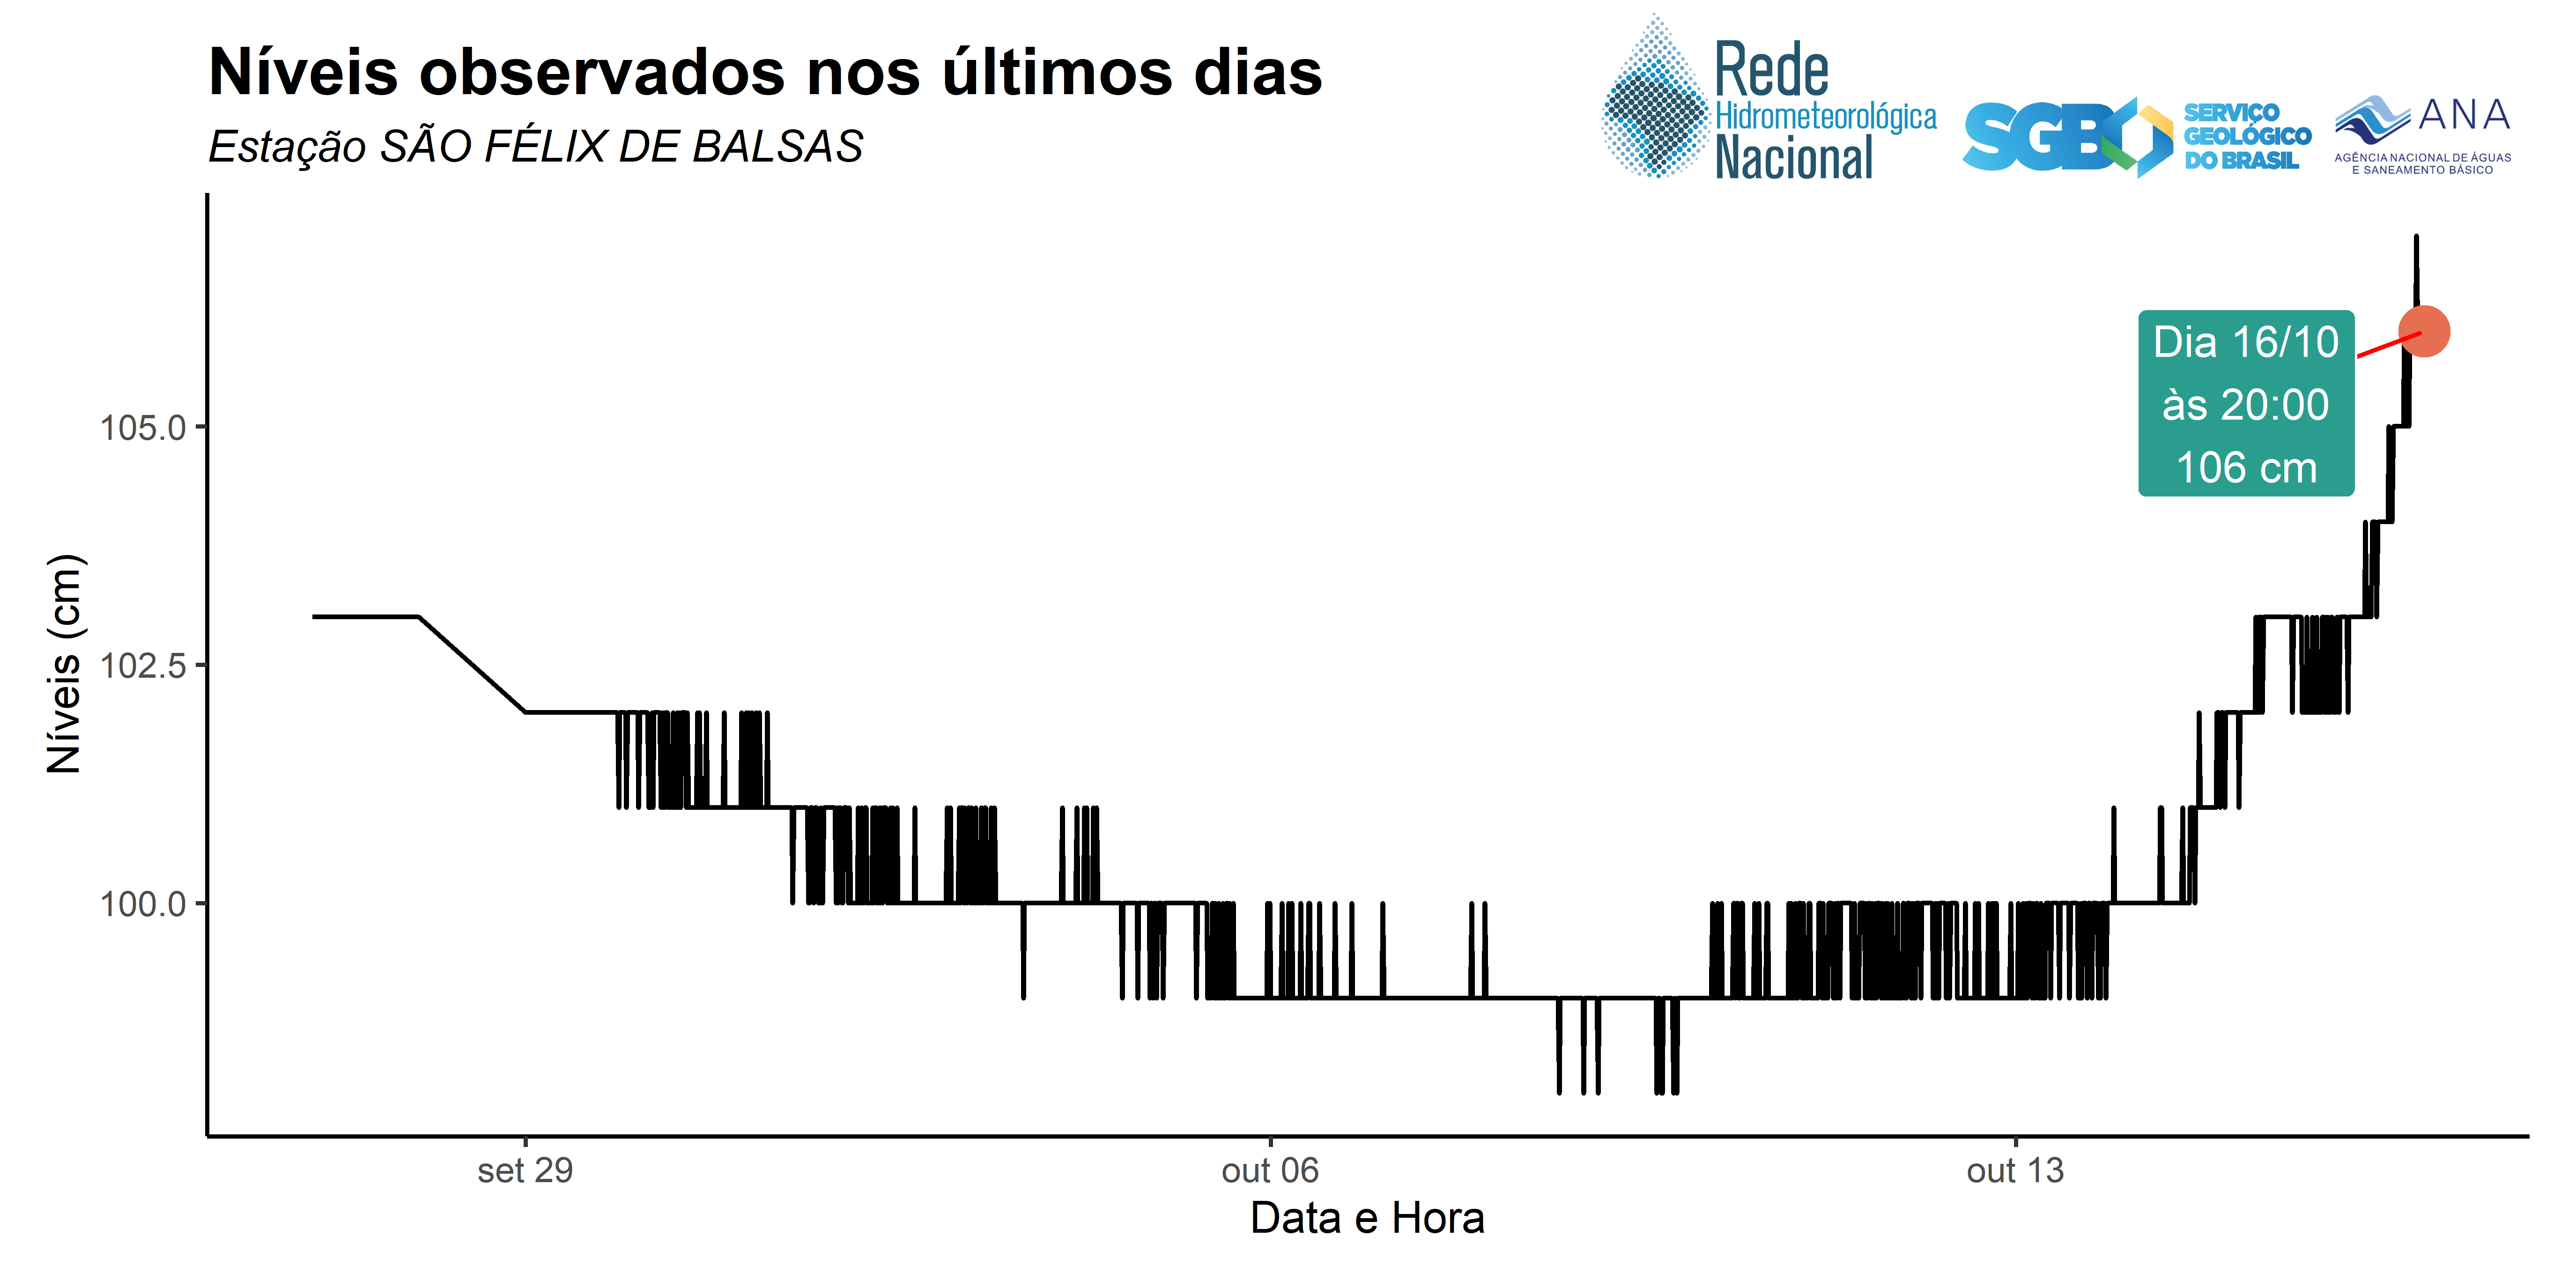 Níveis observados nos últimos dias
Estação SÃO FÉLIX DE BALSAS
Rede
Hidrometeorológica
Nacional
SGB
SERVIÇO
GEOLÓGICO
DO BRASIL
ANA
AGÊNCIA NACIONAL DE ÁGUAS
E SANEAMENTO BÁSICO
Níveis (cm)
105.0
102.5
100.0
Dia 16/10
às 20:00
106 cm
set 29
out 06
out 13
Data e Hora